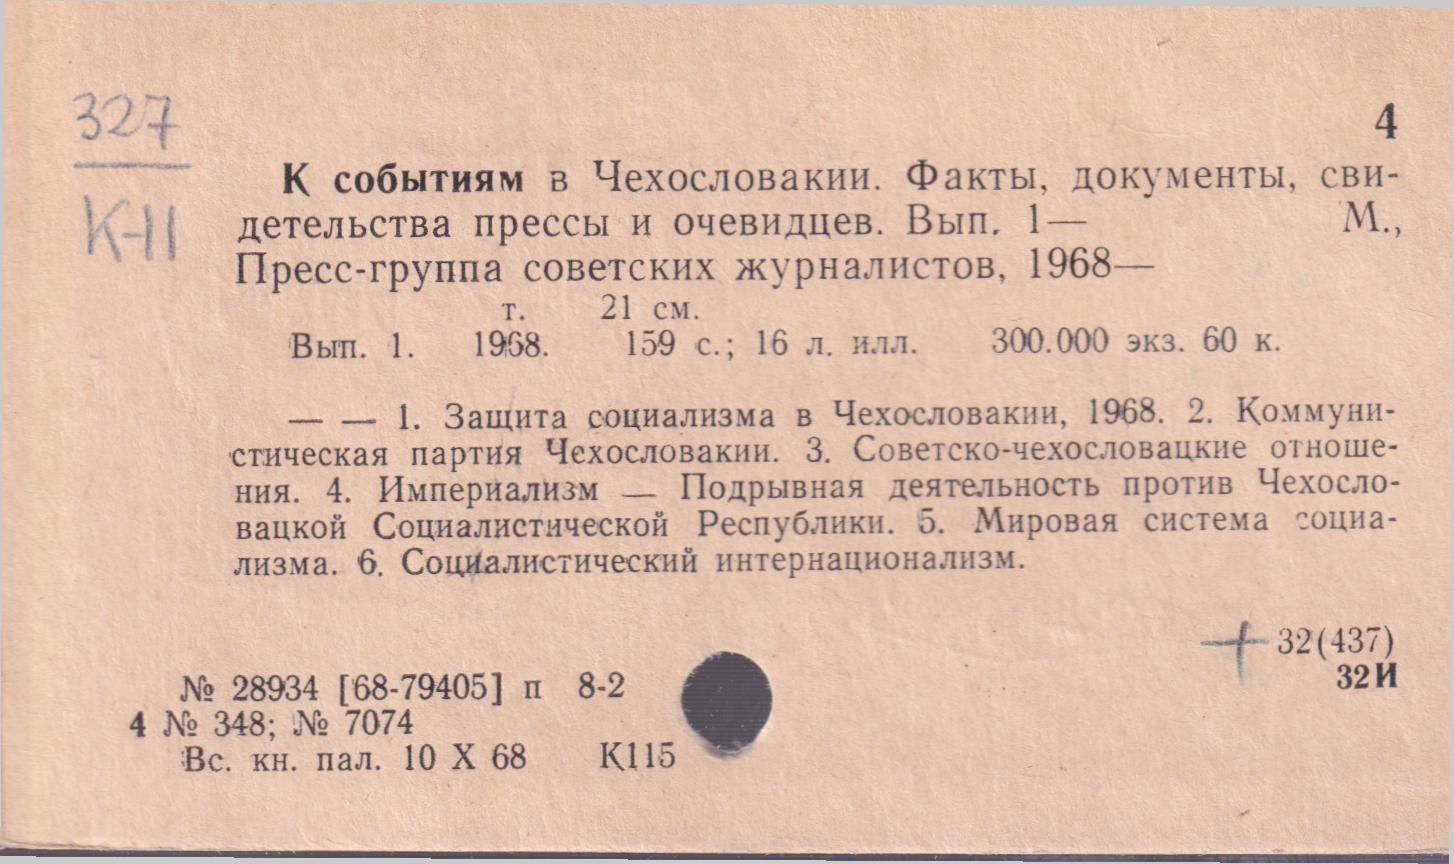 327
К-11
4
К событиям в Чехословакии. Факты, документы, сви-
детельства прессы и очевидцев. Вып. 1— М.,
Пресс-группа советских журналистов, 1968—
т. 21 см.
Вып. 1. 1968. 159 с.; 16 л. илл. 300.000 экз. 60 к.
— — 1. Защита социализма в Чехословакии, 1968. 2. Коммуни-
стическая партия Чехословакии. 3. Советско-чехословацкие отноше-
ния. 4. Империализм — Подрывная деятельность против Чехосло-
вацкой Социалистической Республики. 5. Мировая система социа-
лизма. 6. Социалистический интернационализм.
+ 32(437)
32И
№ 28934 [68-79405] п 8-2
4 № 348; № 7074
Вс. кн. пал. 10 X 68 К115